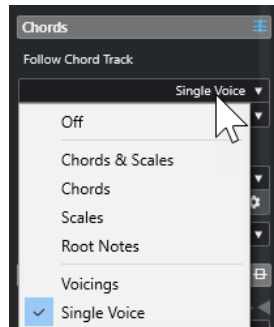 Chords
Follow Chord Track
Single Voice
Off
Chords & Scales
Chords
Scales
Root Notes
Voicings
Single Voice